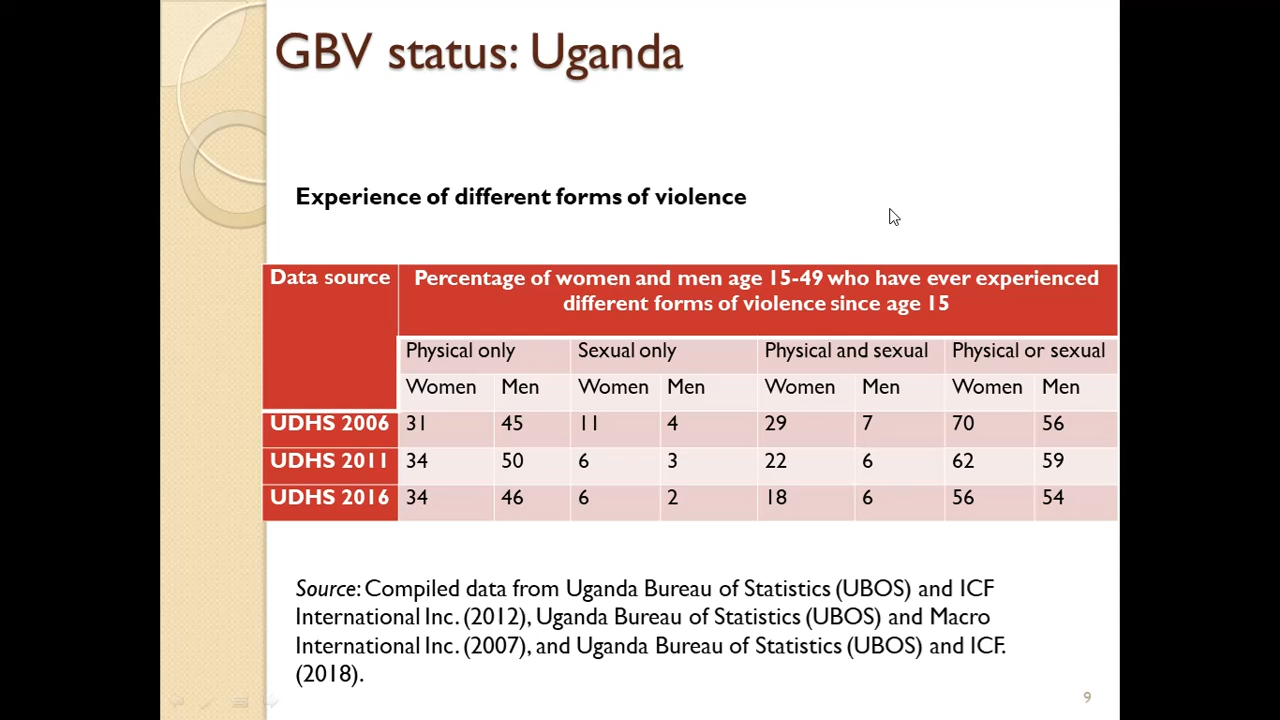 GBV status: Uganda
Experience of different forms of violence
Data source Percentage of women and men age 15-49 who have ever experienced
different forms of violence since age 15
Physical only Sexual only Physical and sexual Physical or sexual
Women Men Women Men Women Men Women Men
UDHS 2006 31 45 11 4 29 7 70 56
UDHS 2011 34 50 6 3 22 6 62 59
UDHS 2016 34 46 6 2 18 6 56 54
Source: Compiled data from Uganda Bureau of Statistics (UBOS) and ICF
International Inc. (2012), Uganda Bureau of Statistics (UBOS) and Macro
International Inc. (2007), and Uganda Bureau of Statistics (UBOS) and ICF.
(2018).
9